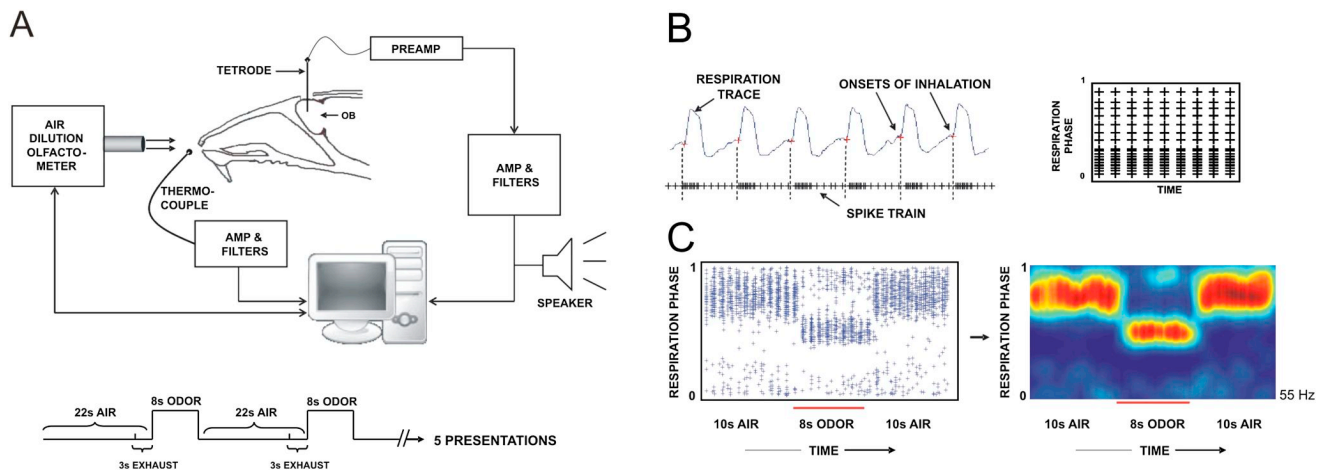 A
PREAMP
TETRODE
OB
AIR
DILUTION
OLFACTO-
METER
THERMO-
COUPLE
AMP &
FILTERS
AMP &
FILTERS
SPEAKER
22s AIR
8s ODOR
22s AIR
8s ODOR
5 PRESENTATIONS
3s EXHAUST
3s EXHAUST
B
RESPIRATION
TRACE
ONSETS OF INHALATION
SPIKE TRAIN
1
RESPIRATION
PHASE
0
TIME
C
1
RESPIRATION PHASE
0
10s AIR
8s ODOR
10s AIR
TIME
1
RESPIRATION PHASE
0
55 Hz
10s AIR
8s ODOR
10s AIR
TIME